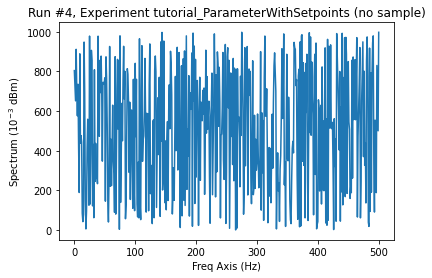 Run #4, Experiment tutorial_ParameterWithSetpoints (no sample)
1000
800
600
400
200
0
Spectrum (10⁻³ dBm)
0 100 200 300 400 500
Freq Axis (Hz)